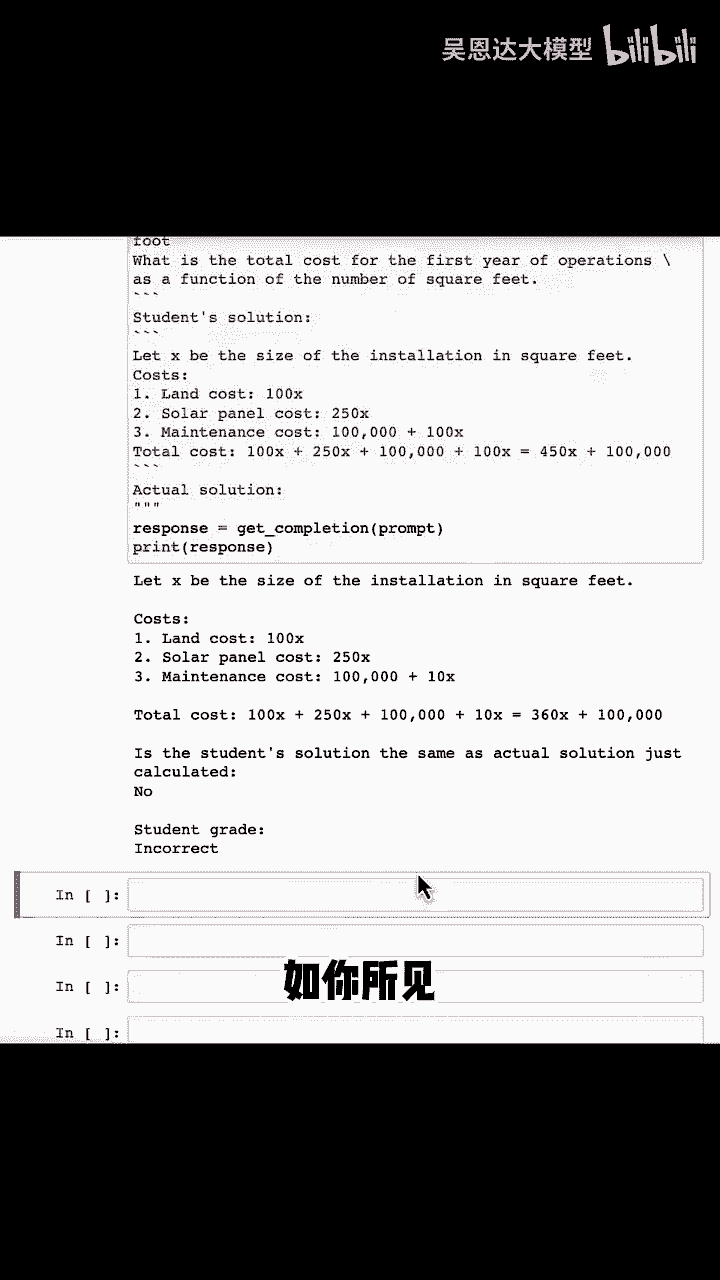 吴恩达大模型 bilibili
foot
What is the total cost for the first year of operations \
as a function of the number of square feet.
```
Student's solution:
```
Let x be the size of the installation in square feet.
Costs:
1. Land cost: 100x
2. Solar panel cost: 250x
3. Maintenance cost: 100,000 + 100x
Total cost: 100x + 250x + 100,000 + 100x = 450x + 100,000
```
Actual solution:
"""
response = get_completion(prompt)
print(response)
Let x be the size of the installation in square feet.
Costs:
1. Land cost: 100x
2. Solar panel cost: 250x
3. Maintenance cost: 100,000 + 10x
Total cost: 100x + 250x + 100,000 + 10x = 360x + 100,000
Is the student's solution the same as actual solution just
calculated:
No
Student grade:
Incorrect
In [ ]:
In [ ]:
如你所见
In [ ]:
In [ ]: